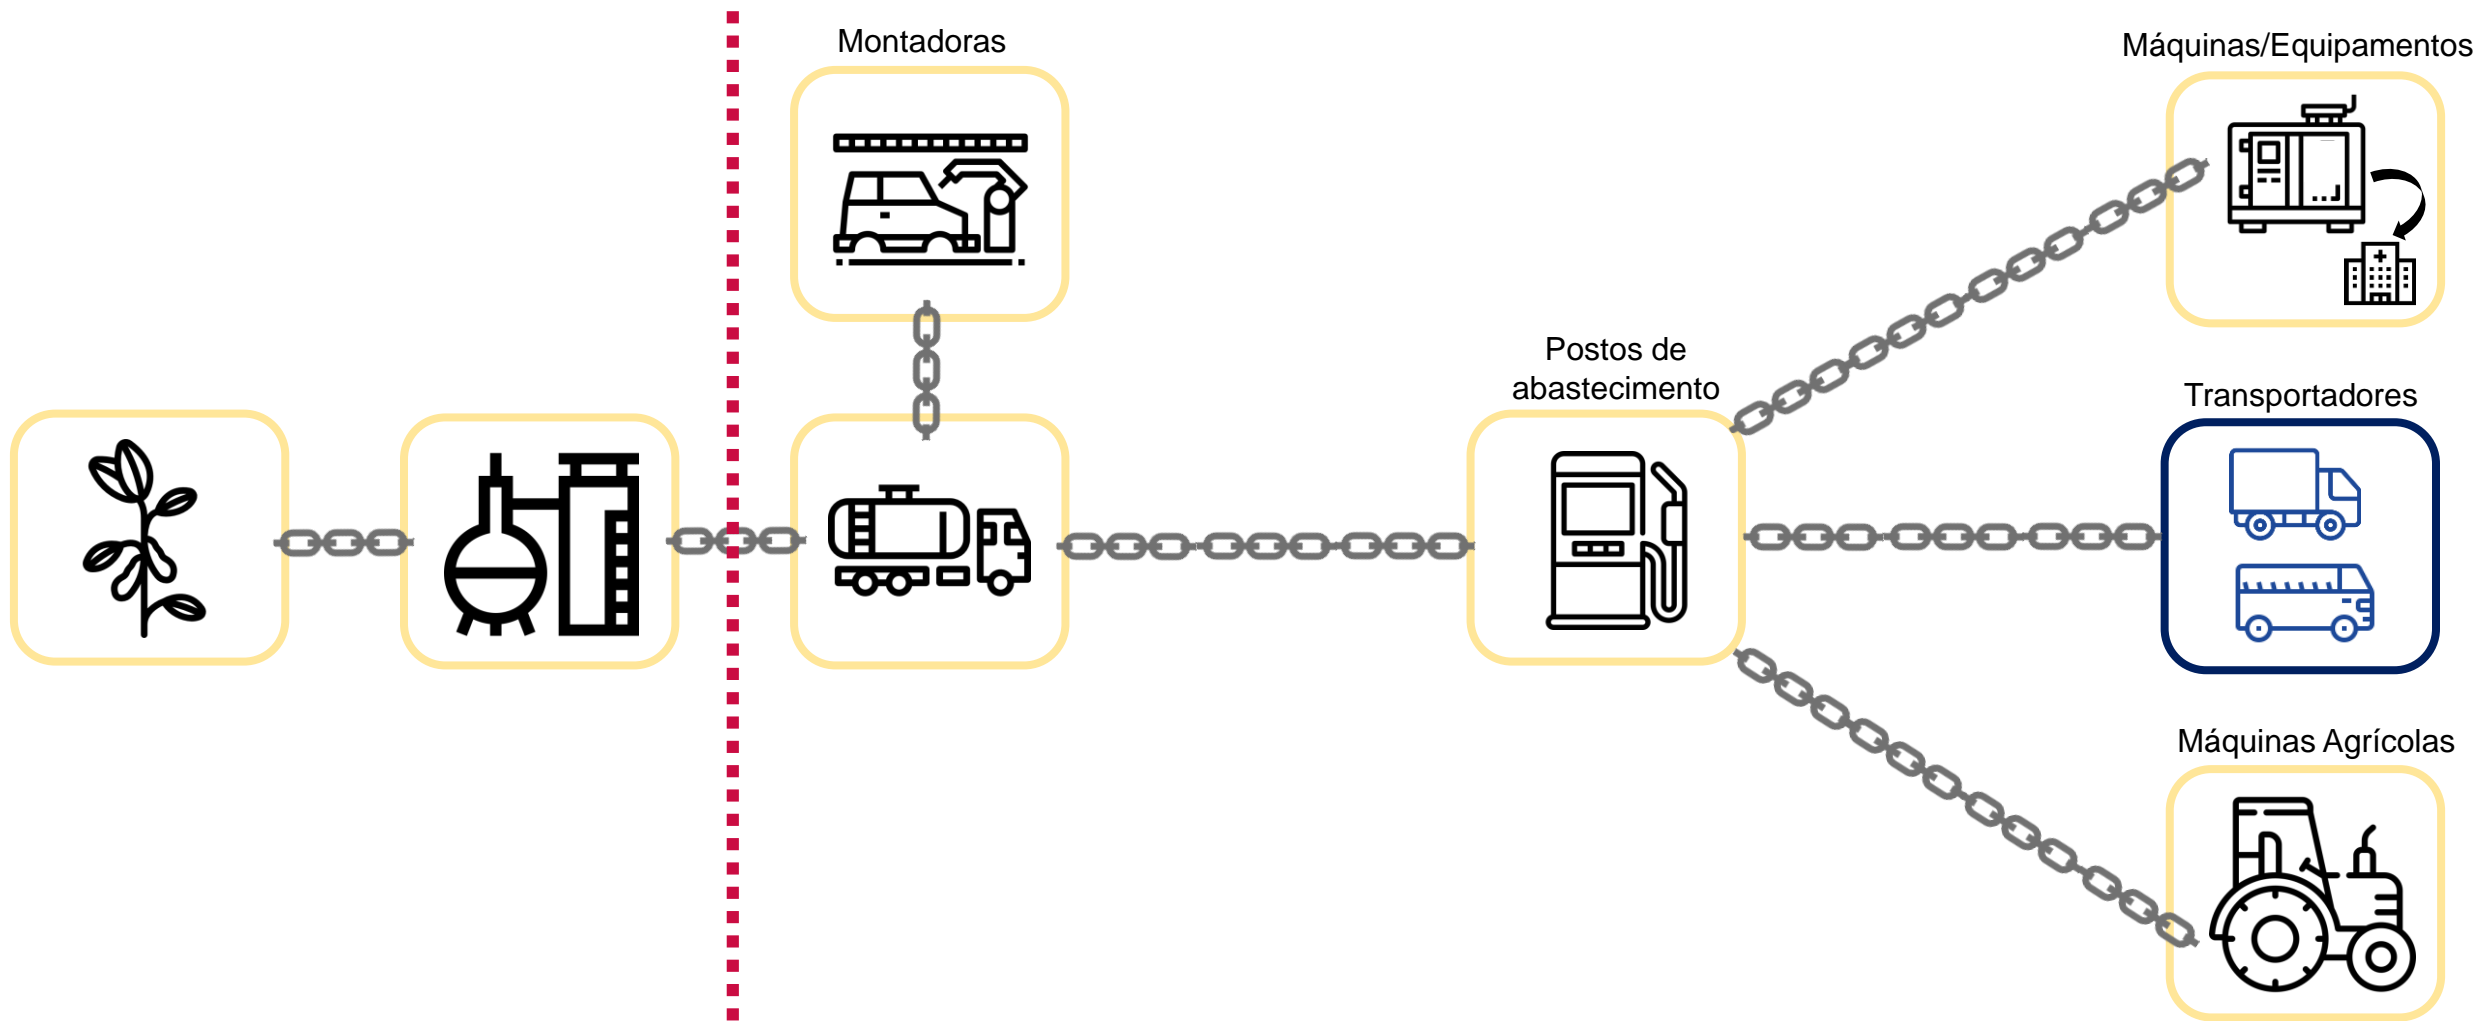 Montadoras
Máquinas/Equipamentos
Postos de
abastecimento
Transportadores
Máquinas Agrícolas